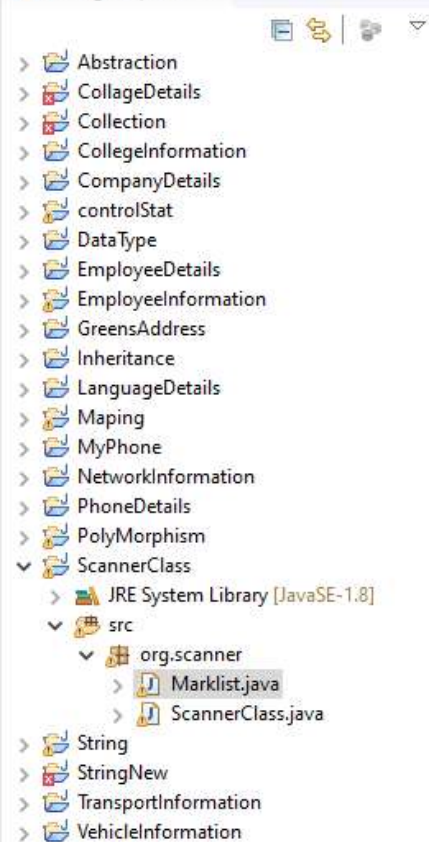 Abstraction
CollageDetails
Collection
CollegeInformation
CompanyDetails
controlStat
DataType
EmployeeDetails
EmployeeInformation
GreensAddress
Inheritance
LanguageDetails
Maping
MyPhone
NetworkInformation
PhoneDetails
PolyMorphism
ScannerClass
JRE System Library [JavaSE-1.8]
src
org.scanner
Marklist.java
ScannerClass.java
String
StringNew
TransportInformation
VehicleInformation